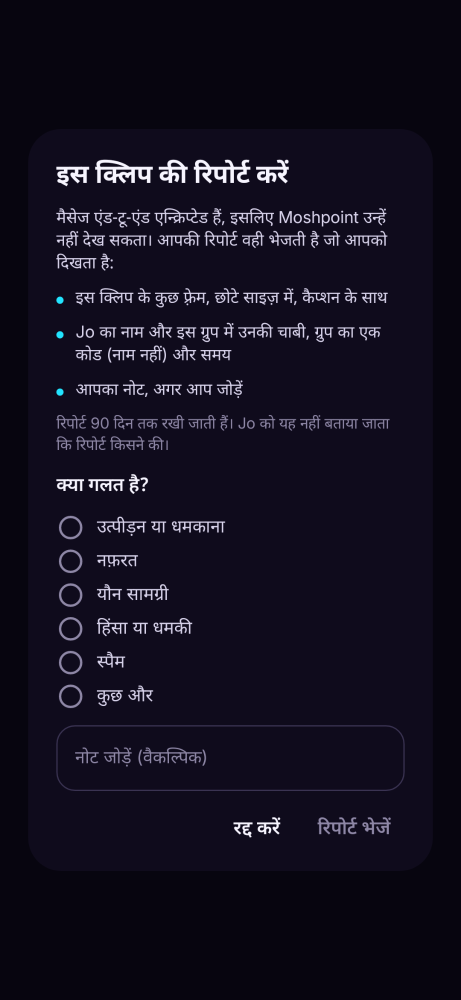 इस क्लिप की रिपोर्ट करें
मैसेज एंड-टू-एंड एन्क्रिप्टेड हैं, इसलिए Moshpoint उन्हें
नहीं देख सकता। आपकी रिपोर्ट वही भेजती है जो आपको
दिखता है:
इस क्लिप के कुछ फ़्रेम, छोटे साइज़ में, कैप्शन के साथ
Jo का नाम और इस ग्रुप में उनकी चाबी, ग्रुप का एक
कोड (नाम नहीं) और समय
आपका नोट, अगर आप जोड़ें
रिपोर्ट 90 दिन तक रखी जाती हैं। Jo को यह नहीं बताया जाता
कि रिपोर्ट किसने की।
क्या गलत है?
उत्पीड़न या धमकाना
नफ़रत
यौन सामग्री
हिंसा या धमकी
स्पैम
कुछ और
नोट जोड़ें (वैकल्पिक)
रद्द करें
रिपोर्ट भेजें